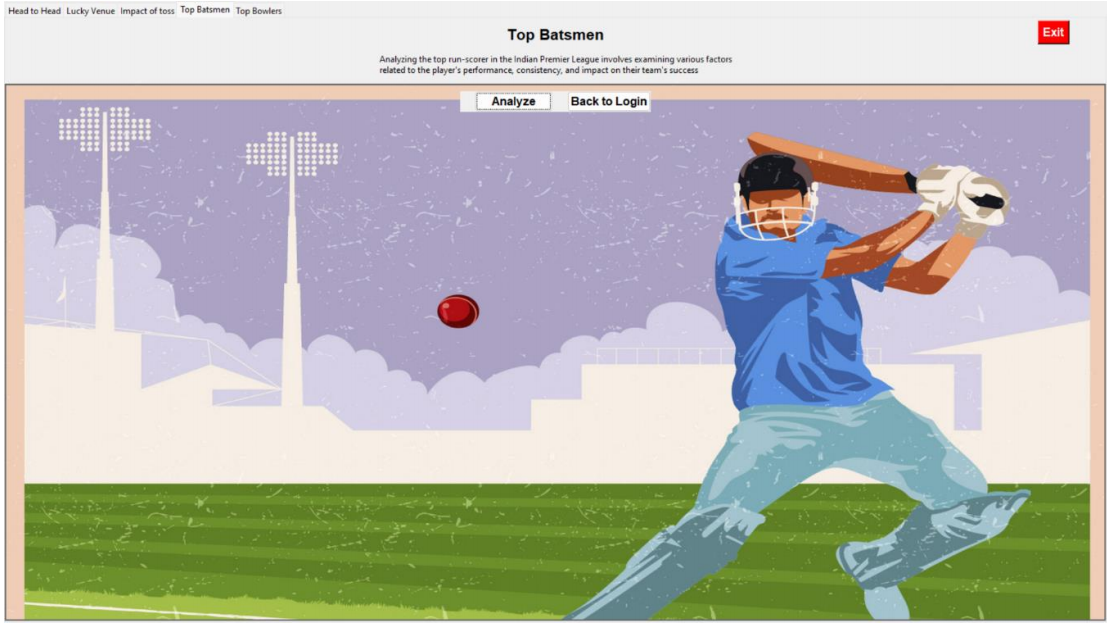 Head to Head Lucky Venue Impact of toss Top Batsmen Top Bowlers
Top Batsmen
Exit
Analyzing the top run-scorer in the Indian Premier League involves examining various factors
related to the player's performance, consistency, and impact on their team's success
Analyze Back to Login